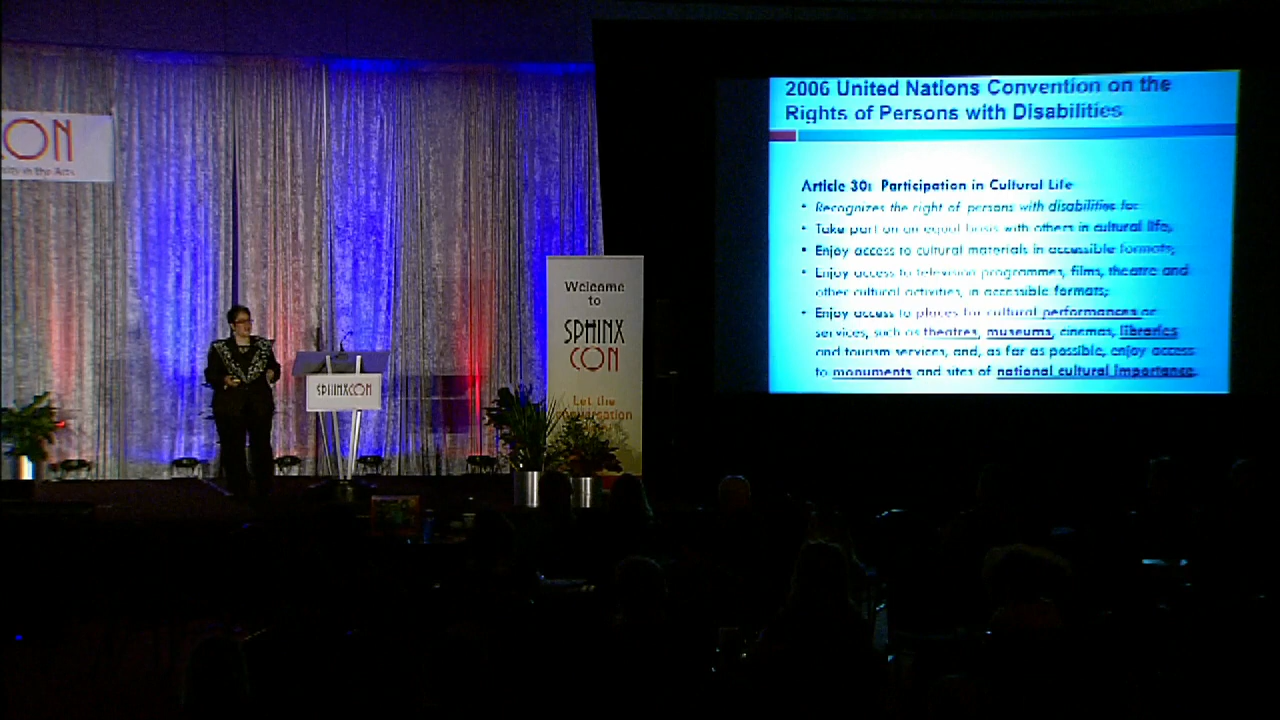 CON
in the Arts
Welcome
to
SPHINX
CON
Let the
conversation
SPHINXCON
2006 United Nations Convention on the
Rights of Persons with Disabilities
Article 30: Participation in Cultural Life
• Recognizes the right of persons with disabilities to:
• Take part on an equal basis with others in cultural life;
• Enjoy access to cultural materials in accessible formats;
• Enjoy access to television programmes, films, theatre and
other cultural activities, in accessible formats;
• Enjoy access to places for cultural performances or
services, such as theatres, museums, cinemas, libraries
and tourism services, and, as far as possible, enjoy access
to monuments and sites of national cultural importance.